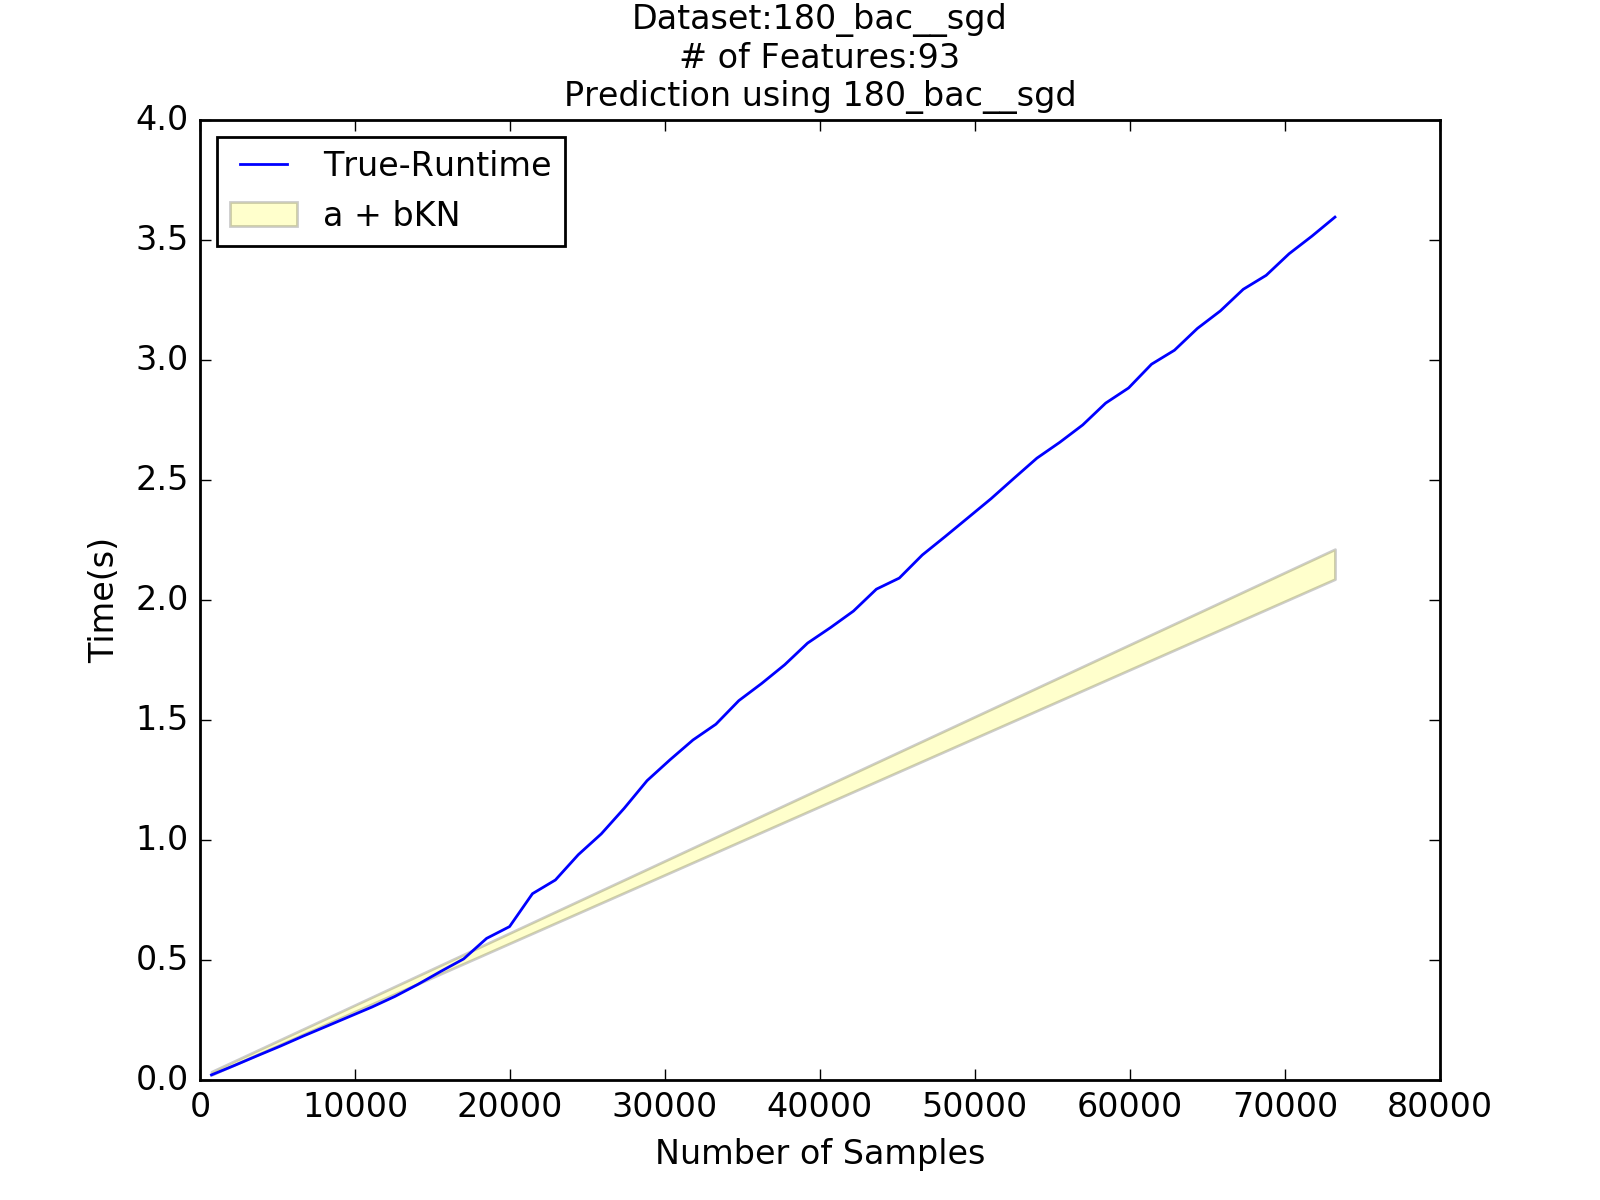 Dataset:180_bac__sgd
# of Features:93
Prediction using 180_bac__sgd
True-Runtime
a + bKN
4.0
3.5
3.0
2.5
2.0
1.5
1.0
0.5
0.0
Time(s)
0 10000 20000 30000 40000 50000 60000 70000 80000
Number of Samples